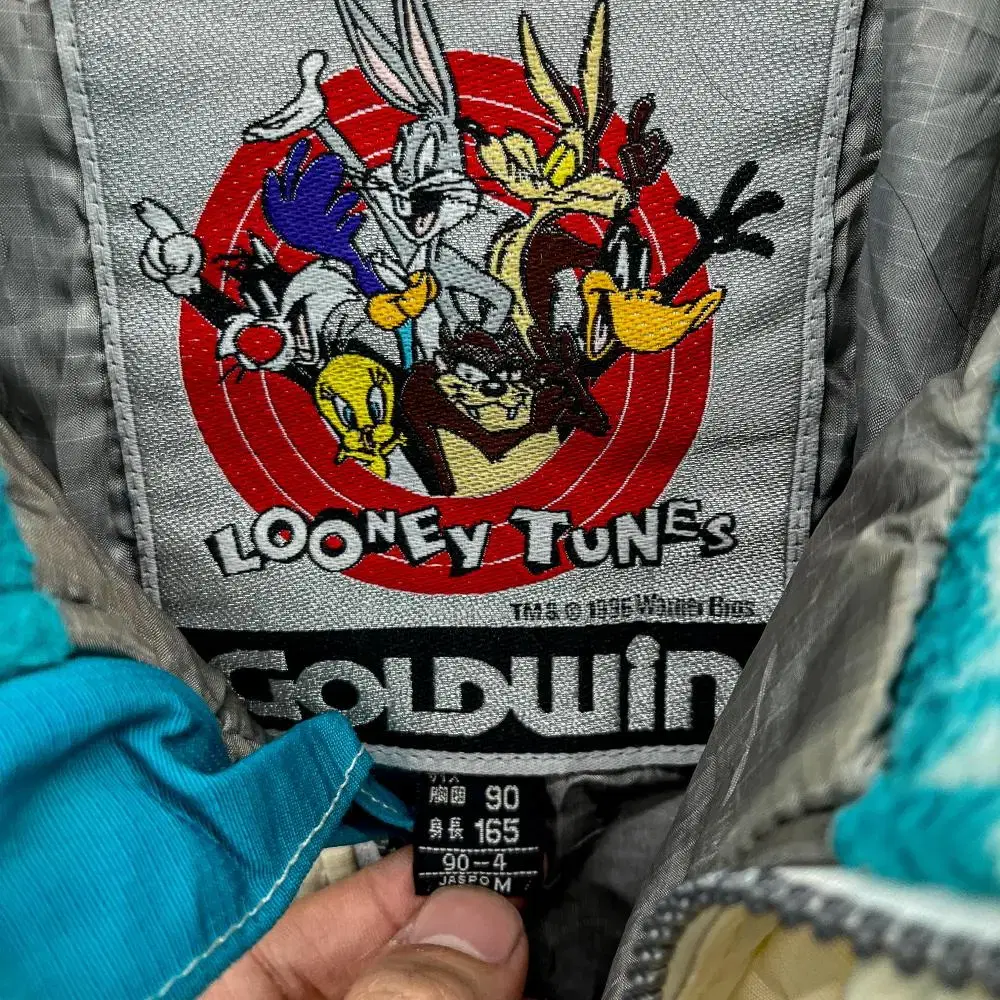 LOONEY TUNES
TM & © 1996 Warner Bros.
GOLDWIN
サイズ
胸囲 90
身長 165
90-4
JASPO M